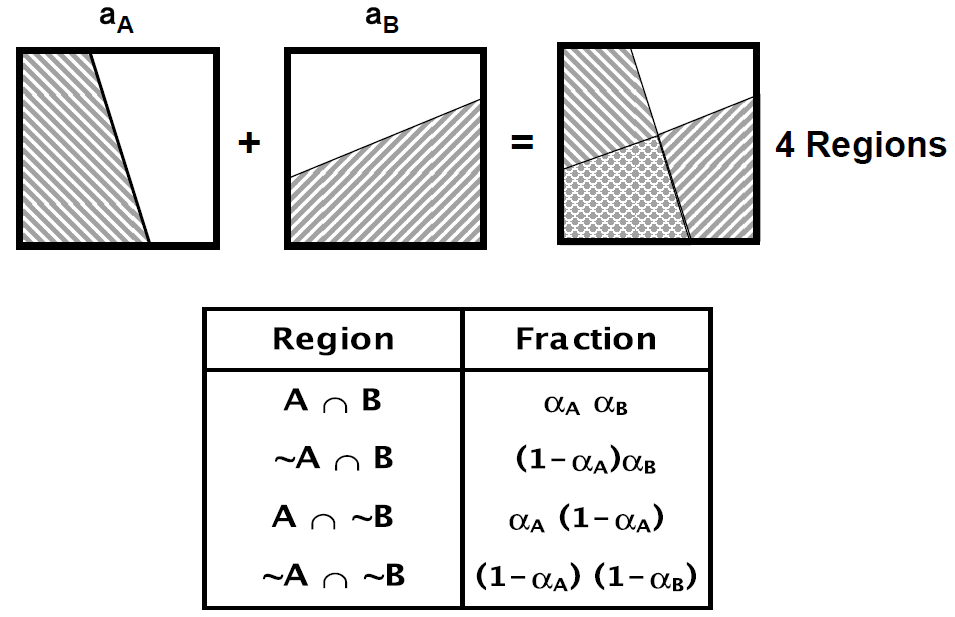 aA aB
+ = 4 Regions
Region Fraction
A ∩ B αA αB
~A ∩ B (1-αA)αB
A ∩ ~B αA (1-αA)
~A ∩ ~B (1-αA) (1-αB)